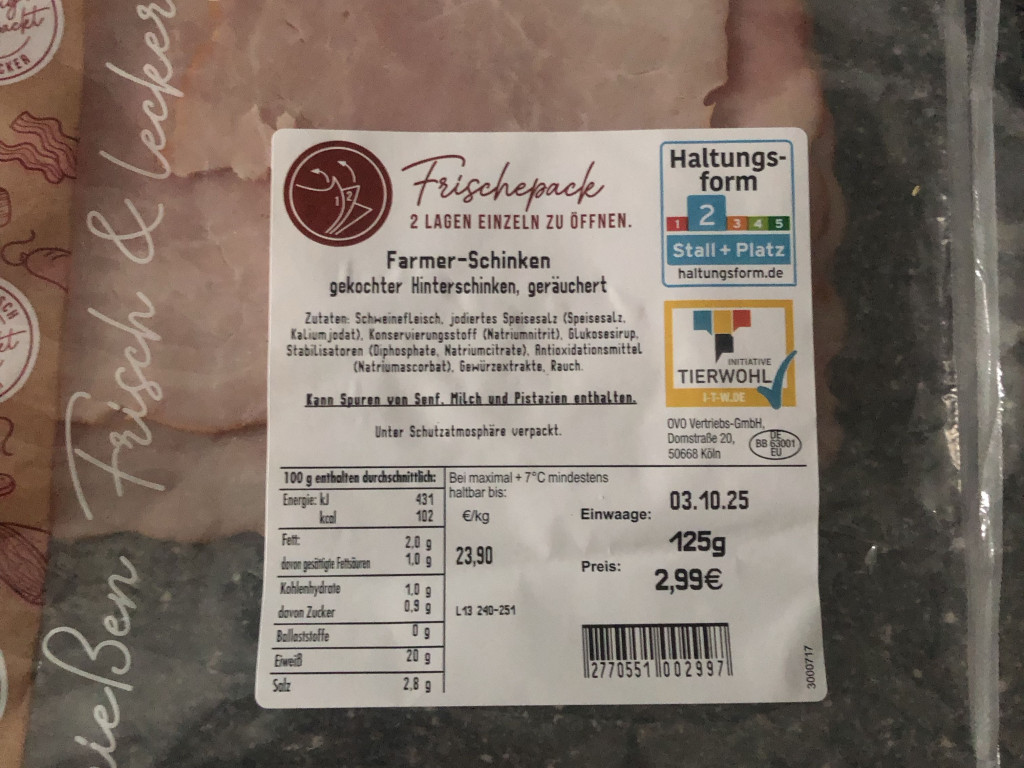 Frisch & lecker
ießen
Frischepack
2 LAGEN EINZELN ZU ÖFFNEN.
1 2
Farmer-Schinken
gekochter Hinterschinken, geräuchert
Zutaten: Schweinefleisch, jodiertes Speisesalz (Speisesalz,
Kaliumjodat), Konservierungsstoff (Natriumnitrit), Glukosesirup,
Stabilisatoren (Diphosphate, Natriumcitrate), Antioxidationsmittel
(Natriumascorbat), Gewürzextrakte, Rauch.
Kann Spuren von Senf, Milch und Pistazien enthalten.
Unter Schutzatmosphäre verpackt.
Haltungs-
form
1 2 3 4 5
Stall + Platz
haltungsform.de
INITIATIVE
TIERWOHL
I-T-W.DE
OVO Vertriebs-GmbH,
Domstraße 20,
50668 Köln
DE
BB 63001
EU
100 g enthalten durchschnittlich:
Energie: kJ 431
kcal 102
Fett: 2,0 g
davon gesättigte Fettsäuren 1,0 g
Kohlenhydrate 1,0 g
davon Zucker 0,9 g
Ballaststoffe 0 g
Eiweiß 20 g
Salz 2,8 g
Bei maximal + 7°C mindestens
haltbar bis:
03.10.25
€/kg
23,90
Einwaage:
125g
Preis:
2,99€
L13 240-251
2770551 002997
3000717